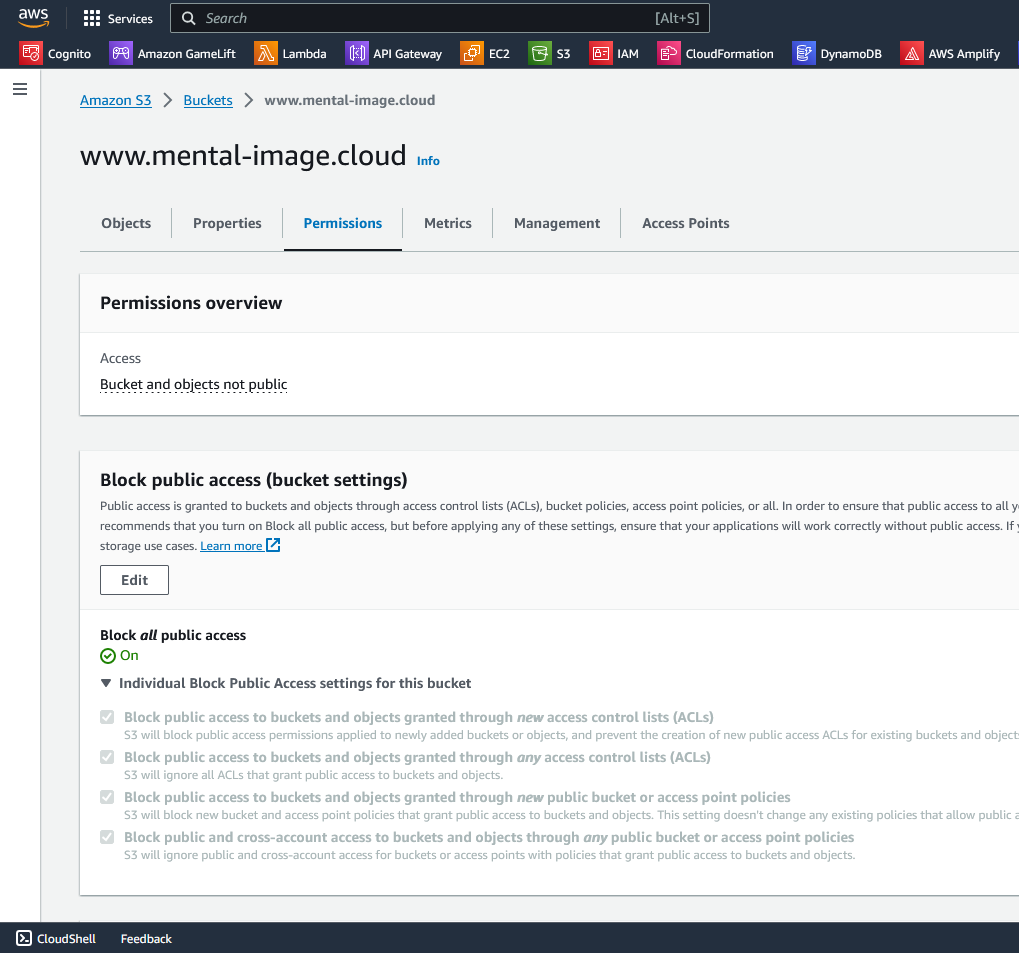 aws
Services
Search
[Alt+S]
Cognito
Amazon GameLift
Lambda
API Gateway
EC2
S3
IAM
CloudFormation
DynamoDB
AWS Amplify
Amazon S3
Buckets
www.mental-image.cloud
www.mental-image.cloud Info
Objects
Properties
Permissions
Metrics
Management
Access Points
Permissions overview
Access
Bucket and objects not public
Block public access (bucket settings)
Public access is granted to buckets and objects through access control lists (ACLs), bucket policies, access point policies, or all. In order to ensure that public access to all
recommends that you turn on Block all public access, but before applying any of these settings, ensure that your applications will work correctly without public access. If
storage use cases. Learn more
Edit
Block all public access
On
Individual Block Public Access settings for this bucket
Block public access to buckets and objects granted through new access control lists (ACLs)
S3 will block public access permissions applied to newly added buckets or objects, and prevent the creation of new public access ACLs for existing buckets and objects
Block public access to buckets and objects granted through any access control lists (ACLs)
S3 will ignore all ACLs that grant public access to buckets and objects.
Block public access to buckets and objects granted through new public bucket or access point policies
S3 will block new bucket and access point policies that grant public access to buckets and objects. This setting doesn't change any existing policies that allow public
Block public and cross-account access to buckets and objects through any public bucket or access point policies
S3 will ignore public and cross-account access for buckets or access points with policies that grant public access to buckets and objects.
CloudShell
Feedback